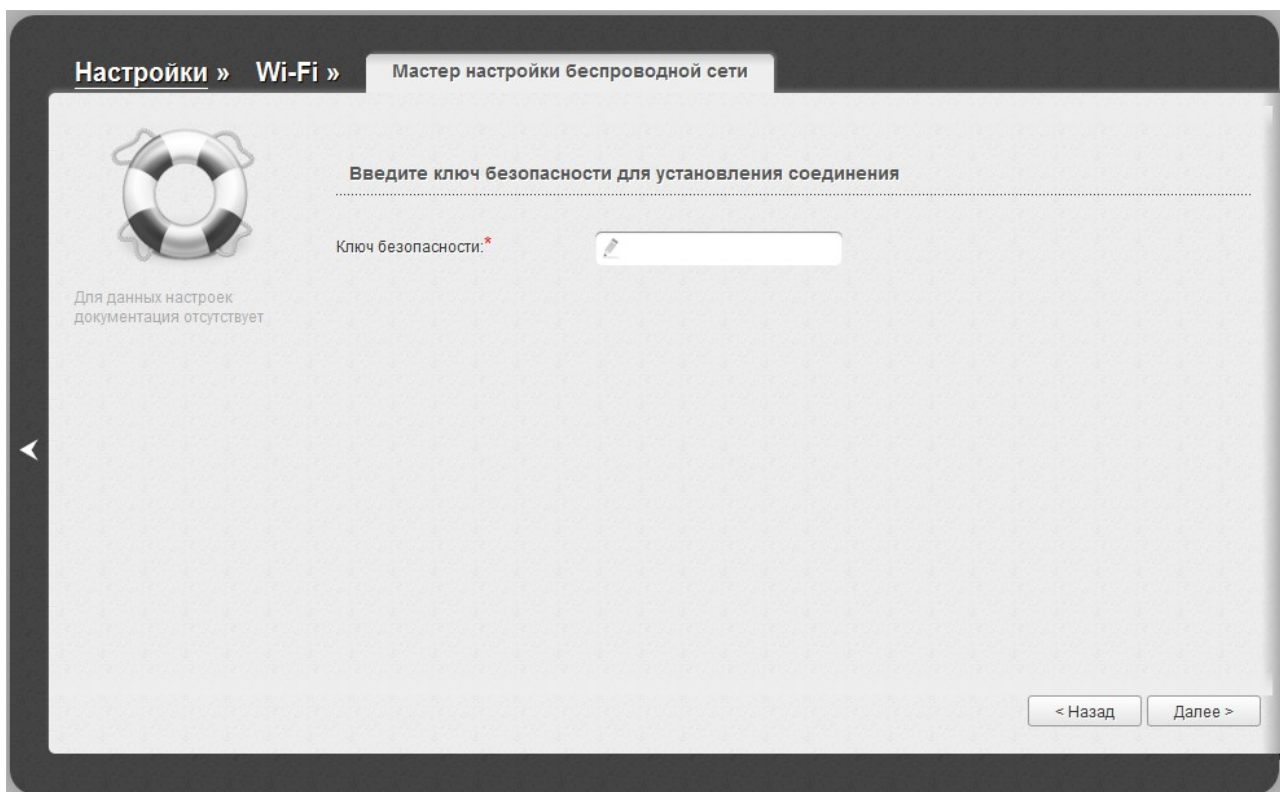 Настройки » Wi-Fi » Мастер настройки беспроводной сети
Введите ключ безопасности для установления соединения
Ключ безопасности:*
Для данных настроек
документация отсутствует
< Назад Далее >